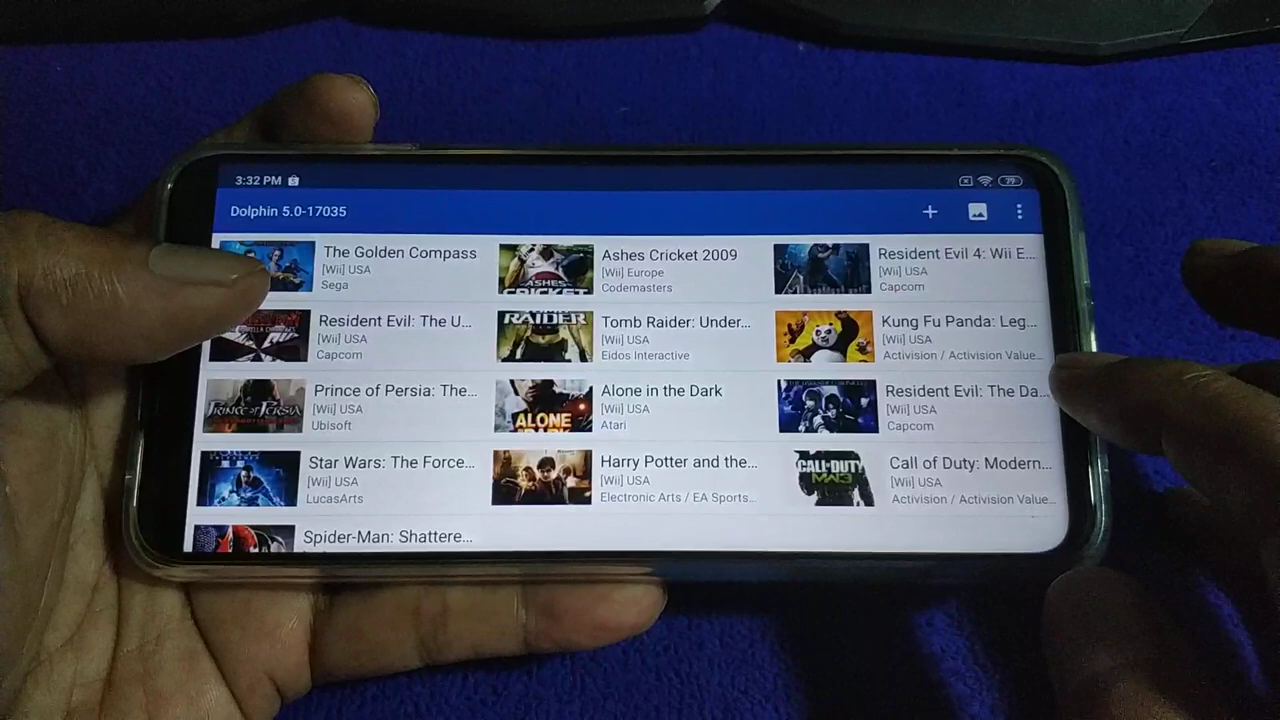 3:32 PM
39
Dolphin 5.0-17035
The Golden Compass
[Wii] USA
Sega
ASHES
CRICKET
Ashes Cricket 2009
[Wii] Europe
Codemasters
Resident Evil 4: Wii E...
[Wii] USA
Capcom
Resident Evil: The U...
[Wii] USA
Capcom
RAIDER
Tomb Raider: Under...
[Wii] USA
Eidos Interactive
Kung Fu Panda: Leg...
[Wii] USA
Activision / Activision Value...
PRINCE OF PERSIA
Prince of Persia: The...
[Wii] USA
Ubisoft
ALONE
DARK
Alone in the Dark
[Wii] USA
Atari
Resident Evil: The Da...
[Wii] USA
Capcom
Star Wars: The Force...
[Wii] USA
LucasArts
Harry Potter and the...
[Wii] USA
Electronic Arts / EA Sports...
CALL OF DUTY
MW3
Call of Duty: Modern...
[Wii] USA
Activision / Activision Value...
Spider-Man: Shattere...